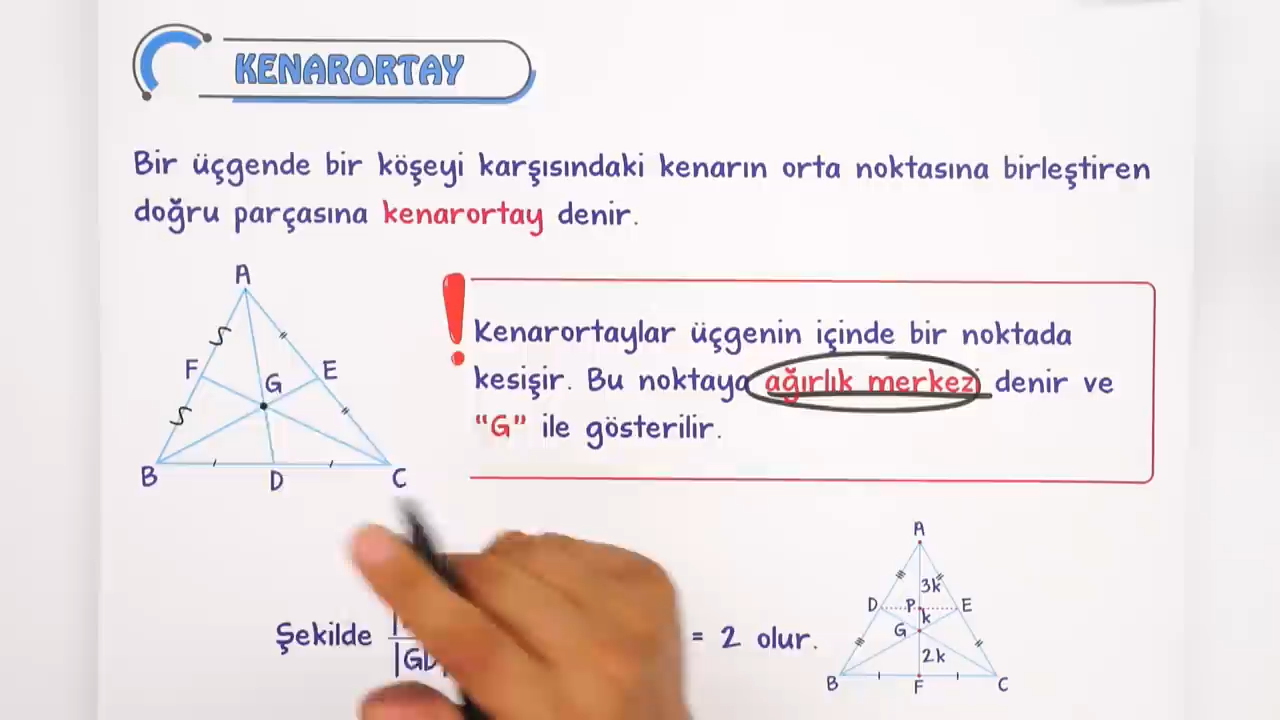 KENARORTAY
Bir üçgende bir köşeyi karşısındaki kenarın orta noktasına birleştiren
doğru parçasına kenarortay denir.
A
F
G
E
B
D
C
!
Kenarortaylar üçgenin içinde bir noktada
kesişir. Bu noktaya ağırlık merkezi denir ve
"G" ile gösterilir.
Şekilde
|GD|
= 2 olur.
A
3k
D
P
E
k
G
2k
B
F
C